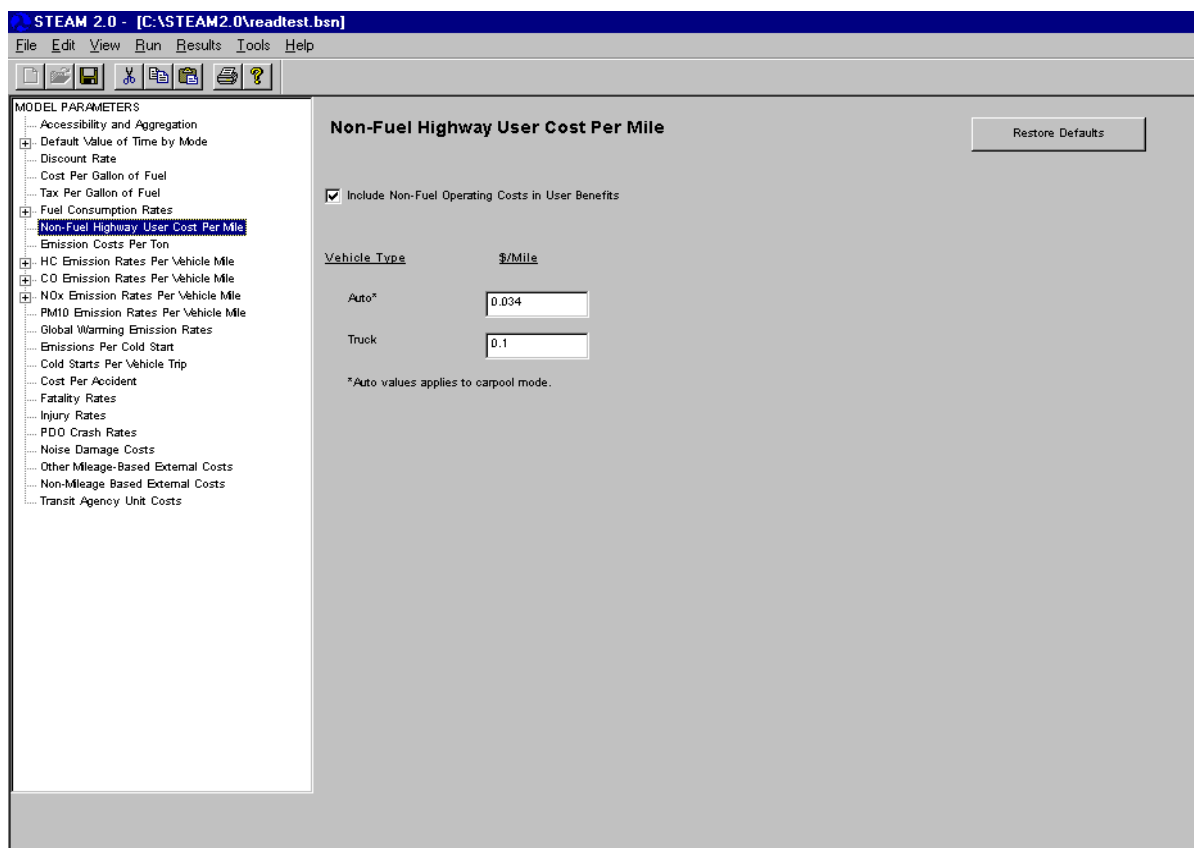 STEAM 2.0 - [C:\STEAM2.0\readtest.bsn]
File Edit View Run Results Tools Help
MODEL PARAMETERS
Accessibility and Aggregation
Default Value of Time by Mode
Discount Rate
Cost Per Gallon of Fuel
Tax Per Gallon of Fuel
Fuel Consumption Rates
Non-Fuel Highway User Cost Per Mile
Emission Costs Per Ton
HC Emission Rates Per Vehicle Mile
CO Emission Rates Per Vehicle Mile
NOx Emission Rates Per Vehicle Mile
PM10 Emission Rates Per Vehicle Mile
Global Warming Emission Rates
Emissions Per Cold Start
Cold Starts Per Vehicle Trip
Cost Per Accident
Fatality Rates
Injury Rates
PDO Crash Rates
Noise Damage Costs
Other Mileage-Based External Costs
Non-Mileage Based External Costs
Transit Agency Unit Costs
Non-Fuel Highway User Cost Per Mile
Restore Defaults
Include Non-Fuel Operating Costs in User Benefits
Vehicle Type $/Mile
Auto* 0.034
Truck 0.1
*Auto values applies to carpool mode.